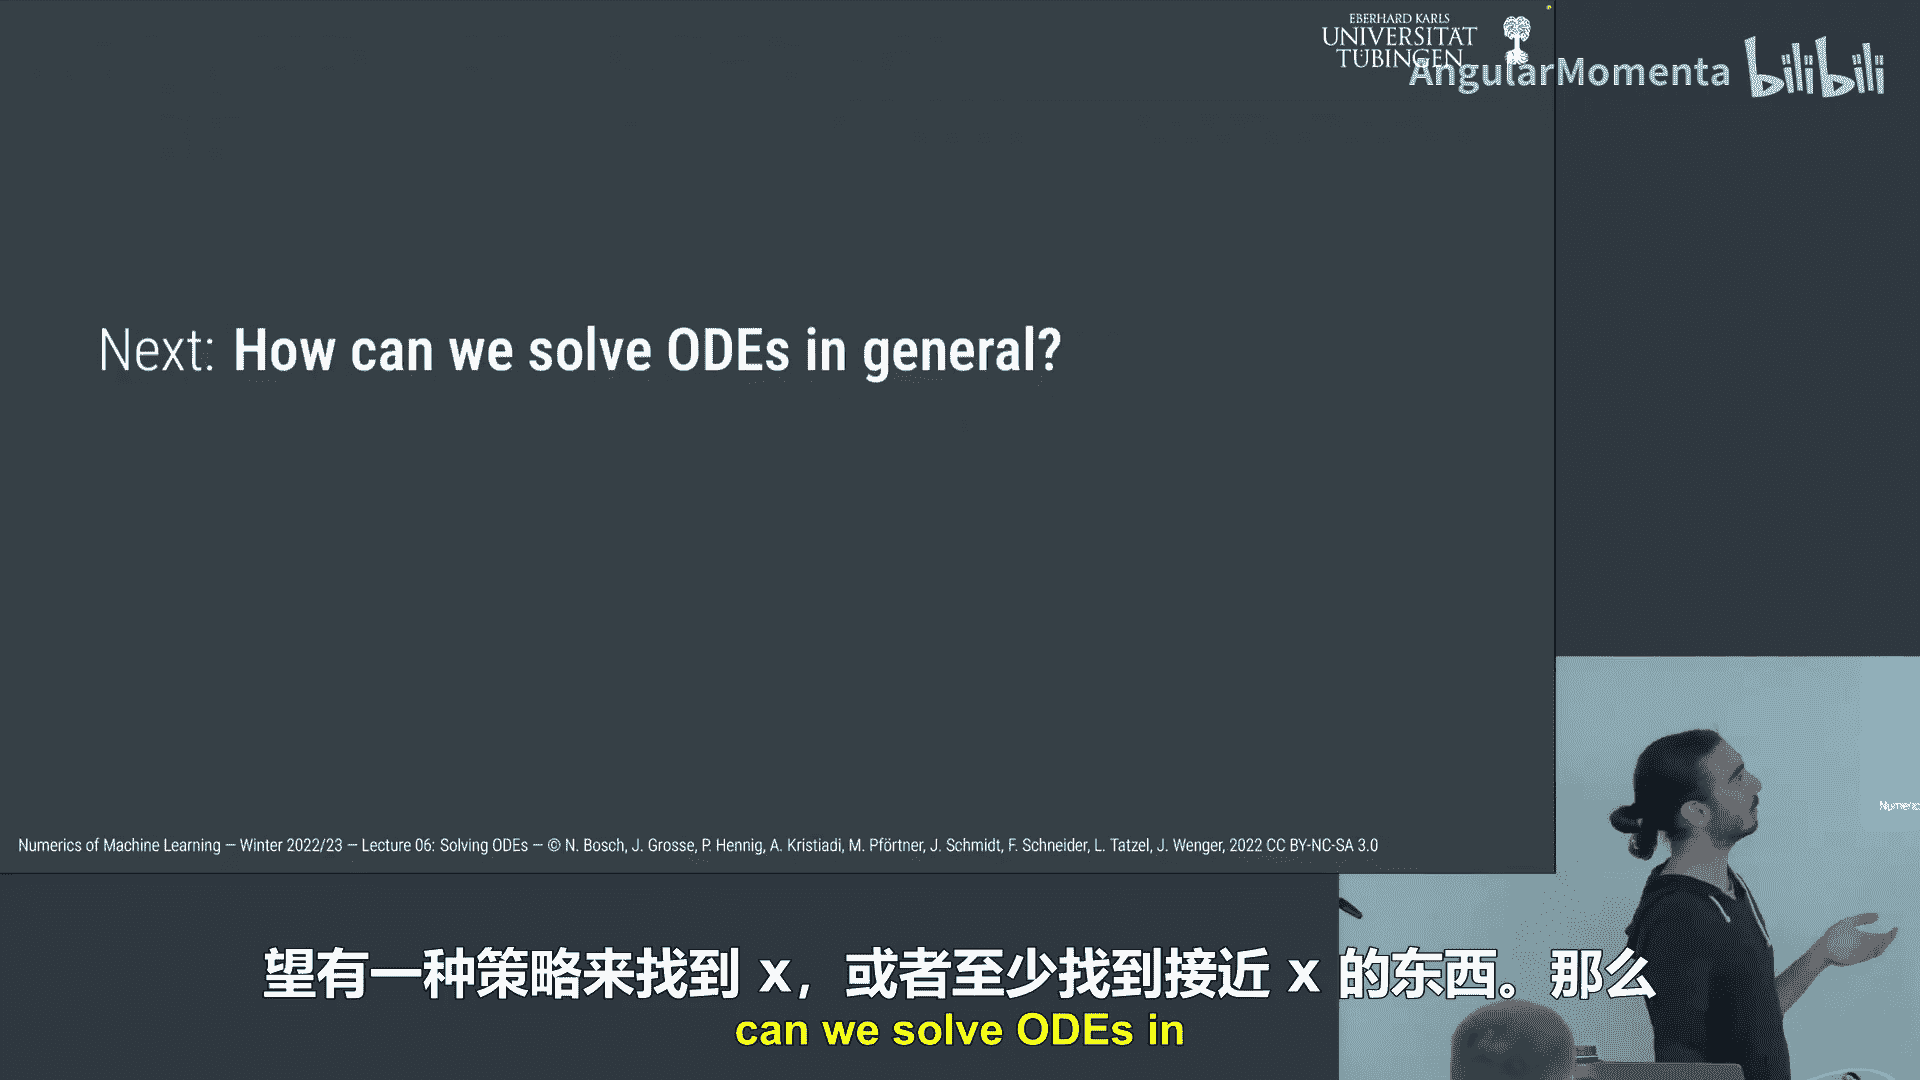 EBERHARD KARLS
UNIVERSITÄT
TÜBINGEN
AngularMomenta bilibili
Next: How can we solve ODEs in general?
Numeric
Numerics of Machine Learning — Winter 2022/23 — Lecture 06: Solving ODEs — © N. Bosch, J. Grosse, P. Hennig, A. Kristiadi, M. Pförtner, J. Schmidt, F. Schneider, L. Tatzel, J. Wenger, 2022 CC BY-NC-SA 3.0
望有一种策略来找到 x，或者至少找到接近 x 的东西。那么
can we solve ODEs in